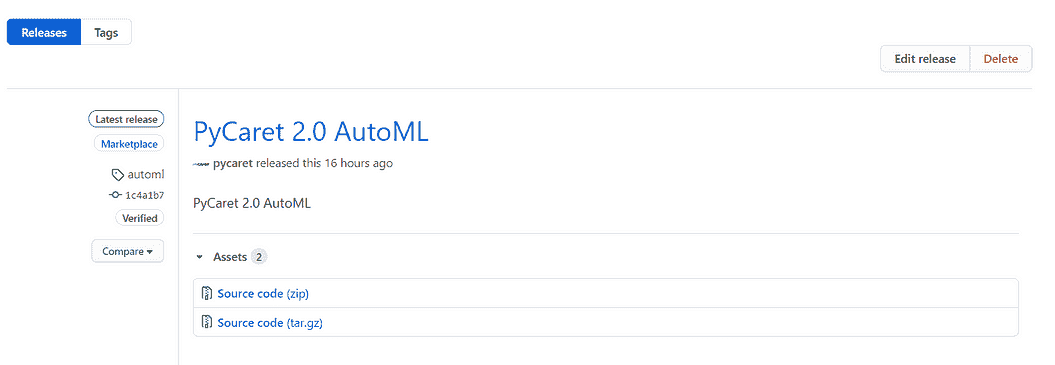 Releases Tags
Edit release Delete
Latest release
Marketplace
automl
1c4a1b7
Verified
Compare
PyCaret 2.0 AutoML
pycaret released this 16 hours ago
PyCaret 2.0 AutoML
Assets 2
Source code (zip)
Source code (tar.gz)